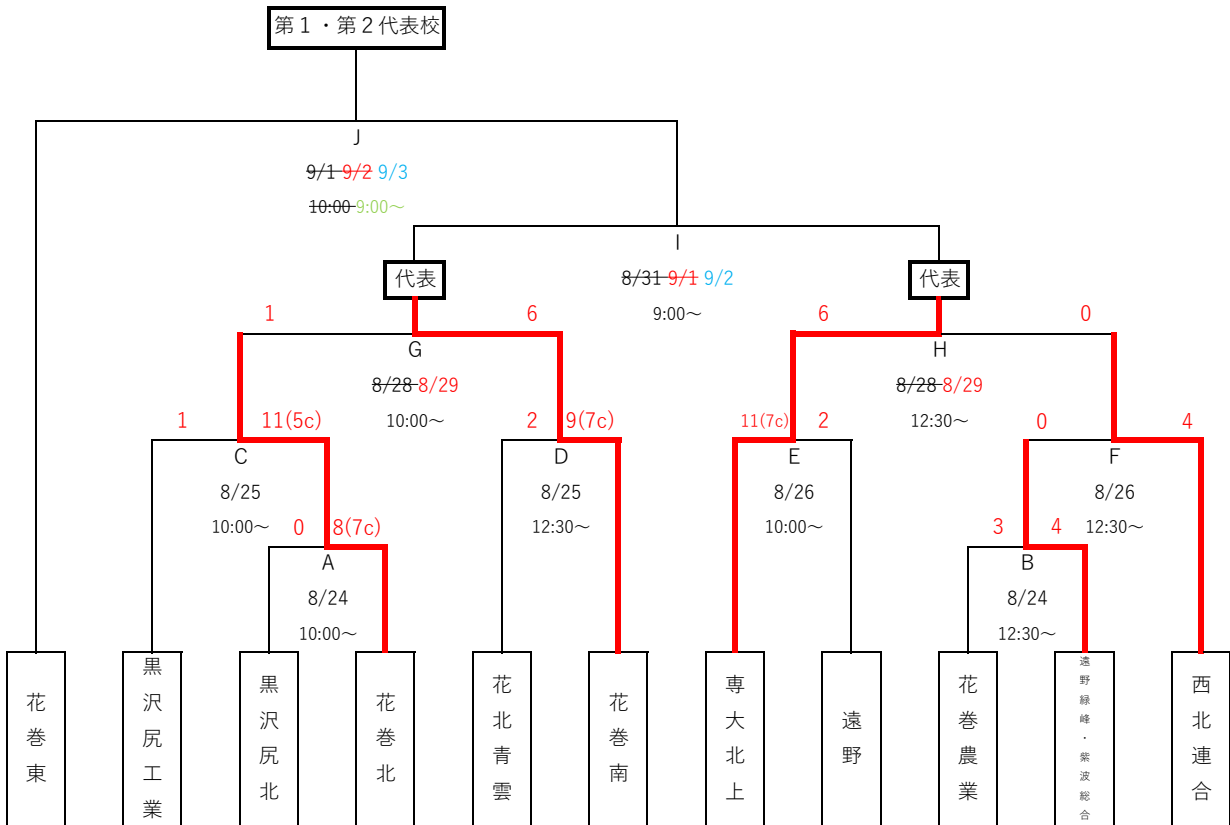 第1・第2代表校
J
9/1 9/2 9/3
10:00 9:00～
I
代表
8/31 9/1 9/2
代表
9:00～
1 6 6 0
G H
8/28 8/29 8/28 8/29
10:00～ 12:30～
1 11(5c) 2 9(7c) 11(7c) 2 0 4
C D E F
8/25 8/25 8/26 8/26
10:00～ 12:30～ 10:00～ 12:30～
0 8(7c) 3 4
A B
8/24 8/24
10:00～ 12:30～
花巻東
黒沢尻工業
黒沢尻北
花巻北
花北青雲
花巻南
専大北上
遠野
花巻農業
遠野緑峰・紫波総合
西北連合